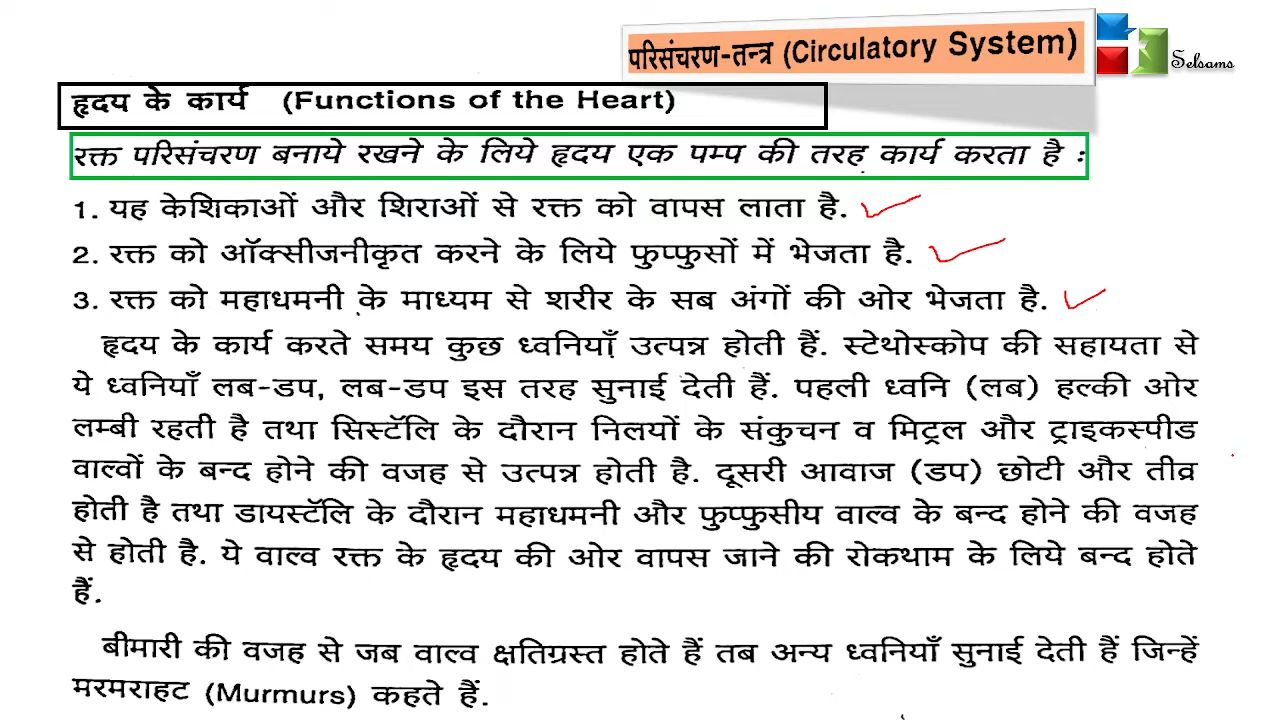 परिसंचरण-तन्त्र (Circulatory System)
Selsams
हृदय के कार्य (Functions of the Heart)
रक्त परिसंचरण बनाये रखने के लिये हृदय एक पम्प की तरह कार्य करता है :
1. यह केशिकाओं और शिराओं से रक्त को वापस लाता है.
2. रक्त को ऑक्सीजनीकृत करने के लिये फुप्फुसों में भेजता है.
3. रक्त को महाधमनी के माध्यम से शरीर के सब अंगों की ओर भेजता है.
हृदय के कार्य करते समय कुछ ध्वनियाँ उत्पन्न होती हैं. स्टेथोस्कोप की सहायता से
ये ध्वनियाँ लब-डप, लब-डप इस तरह सुनाई देती हैं. पहली ध्वनि (लब) हल्की ओर
लम्बी रहती है तथा सिस्टॅलि के दौरान निलयों के संकुचन व मिट्रल और ट्राइकस्पीड
वाल्वों के बन्द होने की वजह से उत्पन्न होती है. दूसरी आवाज (डप) छोटी और तीव्र
होती है तथा डायस्टॅलि के दौरान महाधमनी और फुप्फुसीय वाल्व के बन्द होने की वजह
से होती है. ये वाल्व रक्त के हृदय की ओर वापस जाने की रोकथाम के लिये बन्द होते
हैं.
बीमारी की वजह से जब वाल्व क्षतिग्रस्त होते हैं तब अन्य ध्वनियाँ सुनाई देती हैं जिन्हें
मरमराहट (Murmurs) कहते हैं.